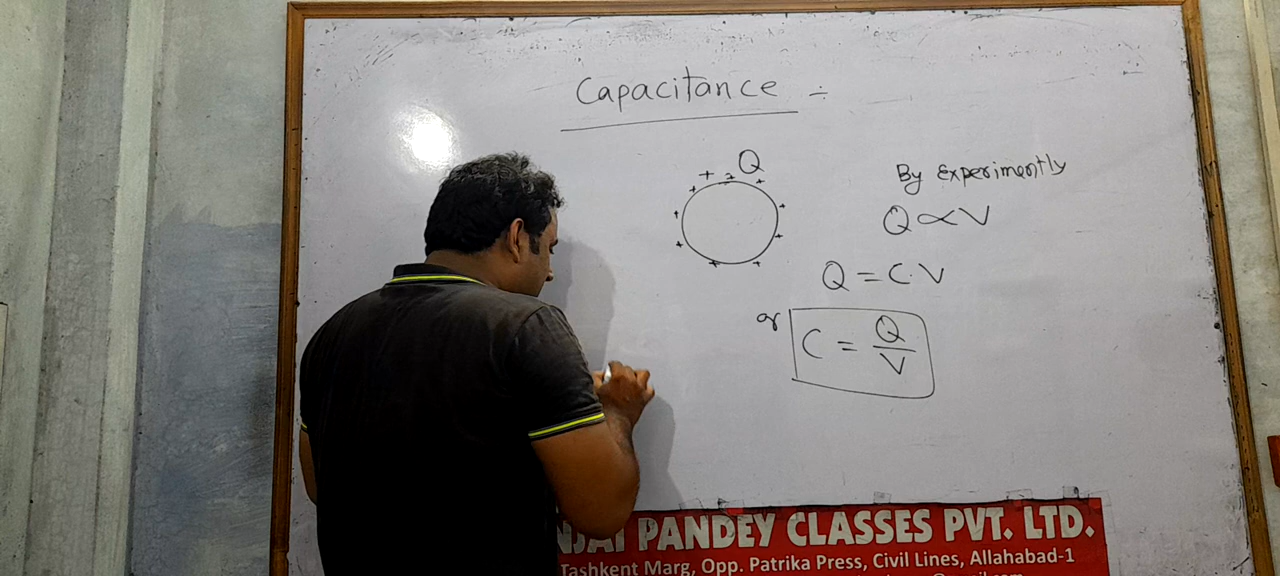 Capacitance :-
Q
By Experimently
Q ∝ V
Q = C·V
or C = Q/V
PANDEY CLASSES PVT. LTD.
Tashkent Marg, Opp. Patrika Press, Civil Lines, Allahabad-1